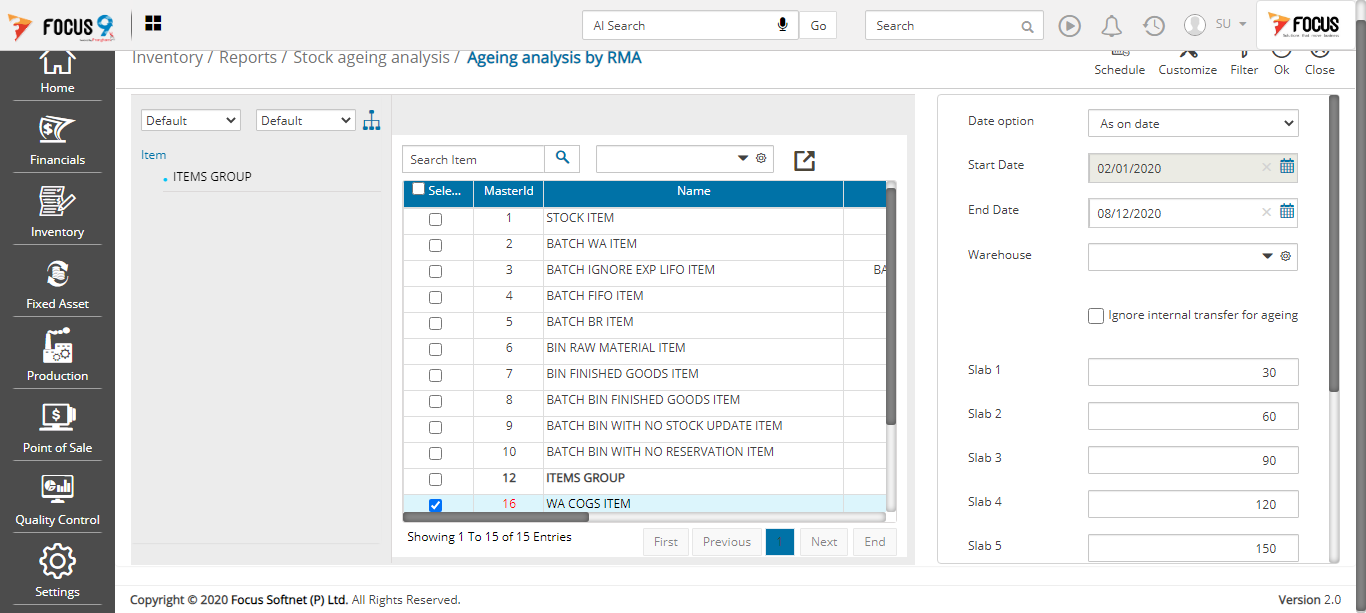 FOCUS 9
AI Search
Go
Search
SU
FOCUS
Inventory / Reports / Stock ageing analysis / Ageing analysis by RMA
Schedule Customize Filter Ok Close
Home
Financials
Inventory
Fixed Asset
Production
Point of Sale
Quality Control
Settings
Default Default
Item
ITEMS GROUP
Search Item
Sele... MasterId Name
1 STOCK ITEM
2 BATCH WA ITEM
3 BATCH IGNORE EXP LIFO ITEM BA
4 BATCH FIFO ITEM
5 BATCH BR ITEM
6 BIN RAW MATERIAL ITEM
7 BIN FINISHED GOODS ITEM
8 BATCH BIN FINISHED GOODS ITEM
9 BATCH BIN WITH NO STOCK UPDATE ITEM
10 BATCH BIN WITH NO RESERVATION ITEM
12 ITEMS GROUP
16 WA COGS ITEM
Showing 1 To 15 of 15 Entries
First Previous 1 Next End
Date option As on date
Start Date 02/01/2020
End Date 08/12/2020
Warehouse
Ignore internal transfer for ageing
Slab 1 30
Slab 2 60
Slab 3 90
Slab 4 120
Slab 5 150
Copyright © 2020 Focus Softnet (P) Ltd. All Rights Reserved.
Version 2.0